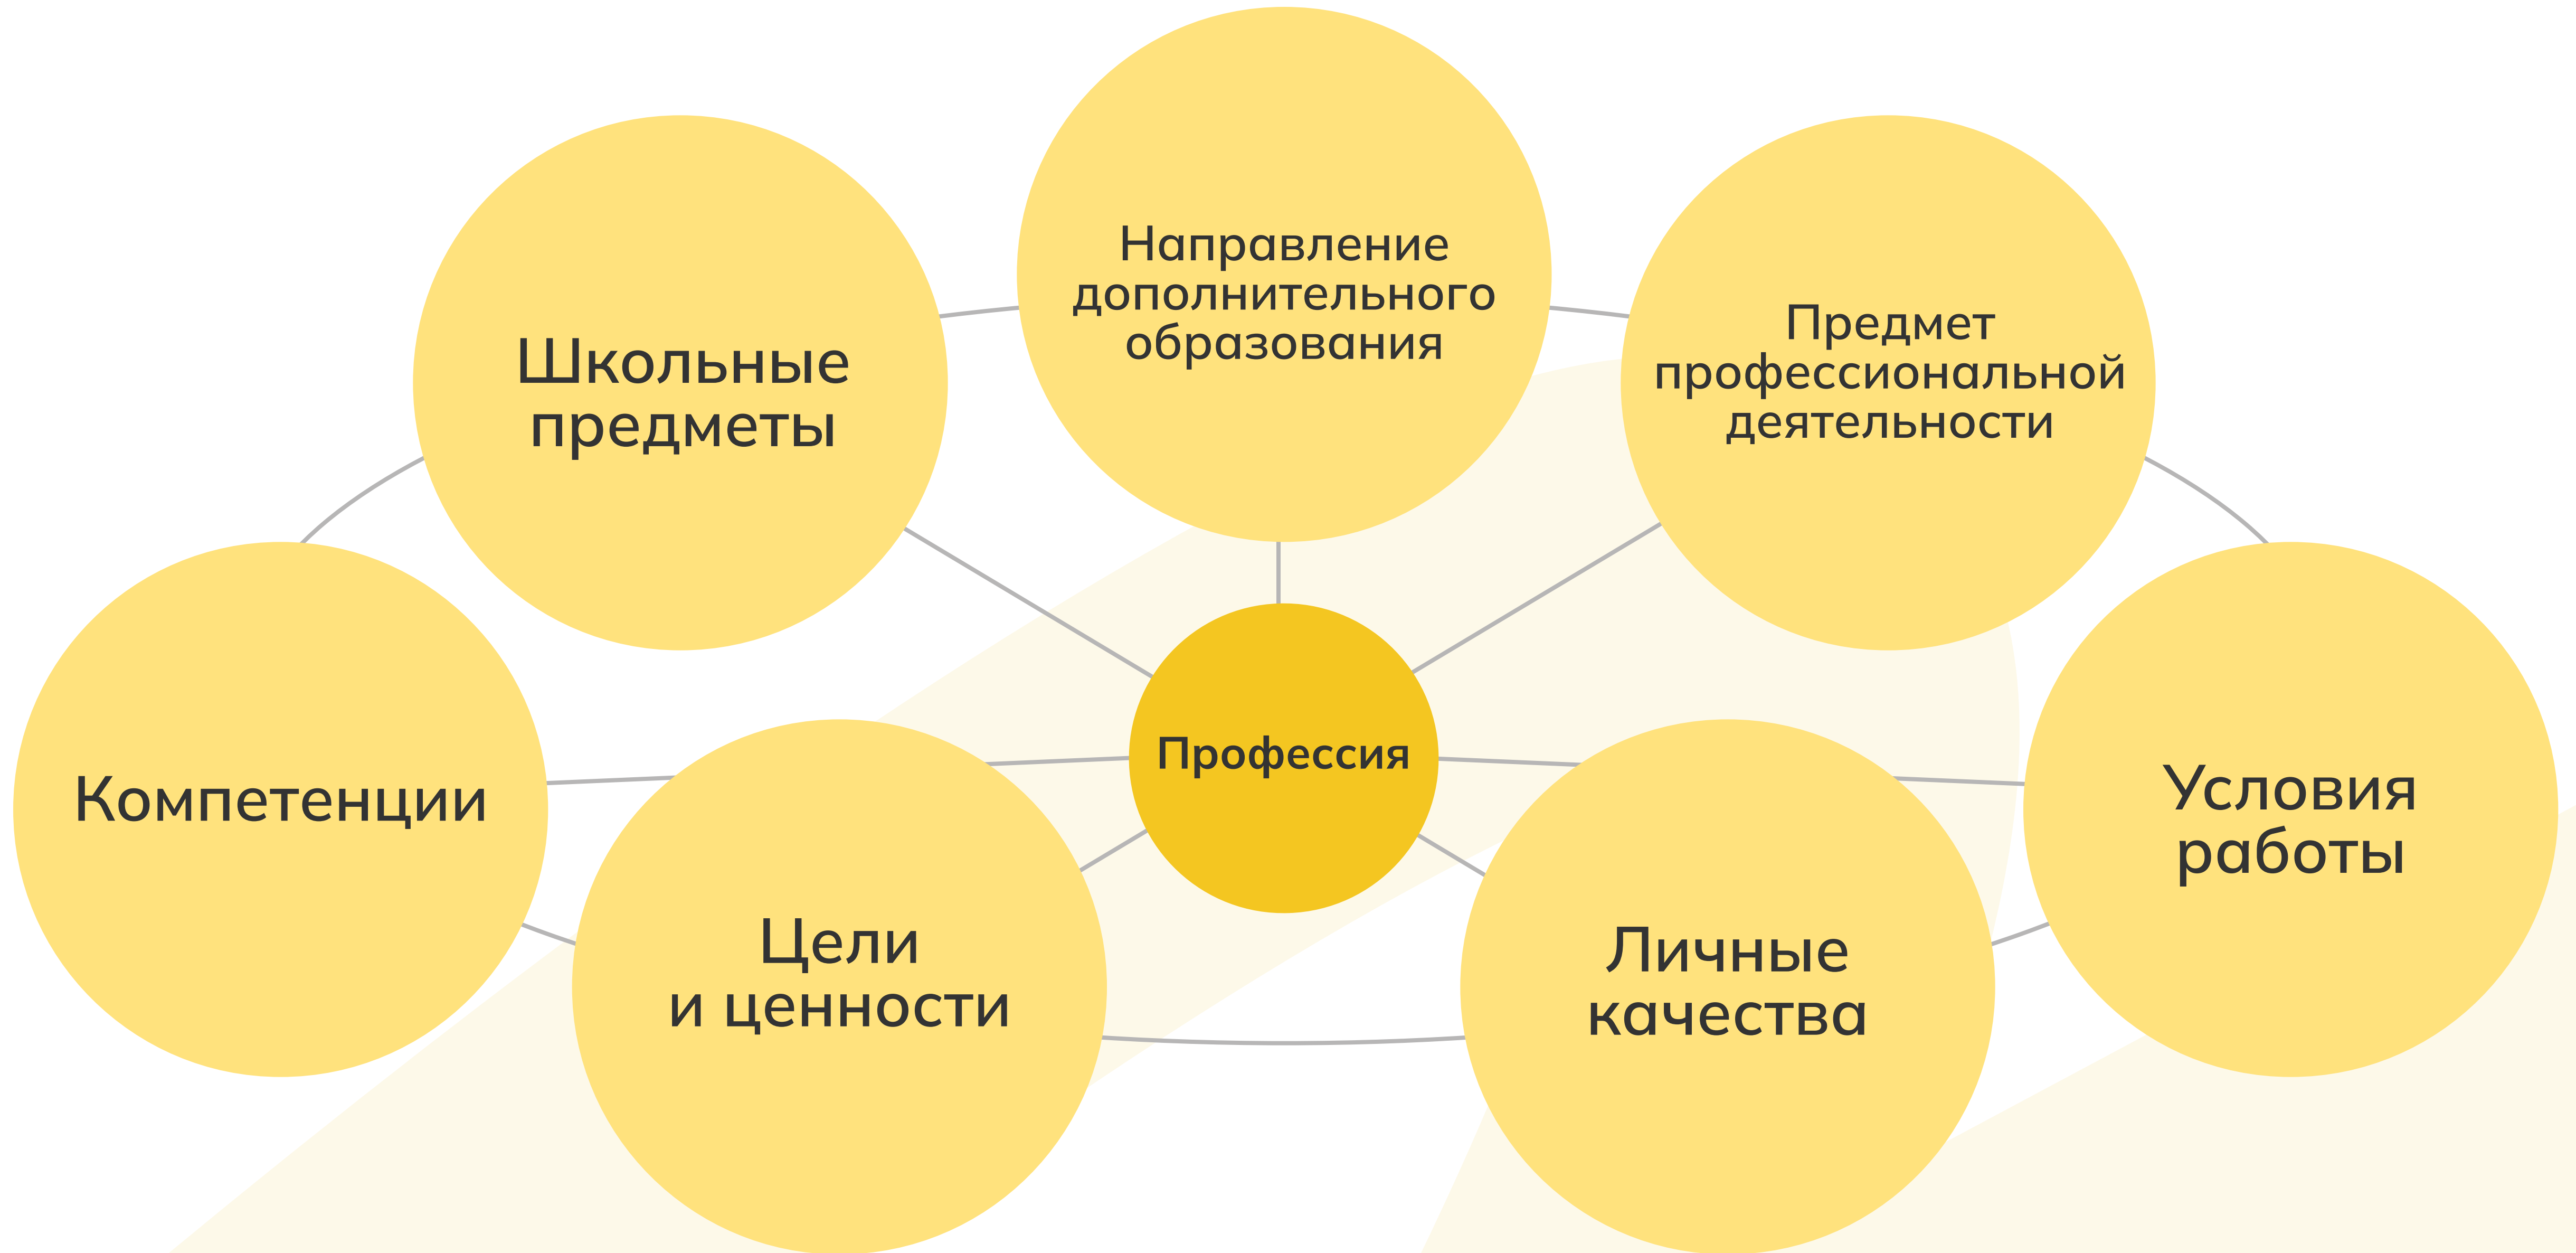 Направление
дополнительного
образования
Школьные
предметы
Предмет
профессиональной
деятельности
Профессия
Компетенции
Условия
работы
Цели
и ценности
Личные
качества